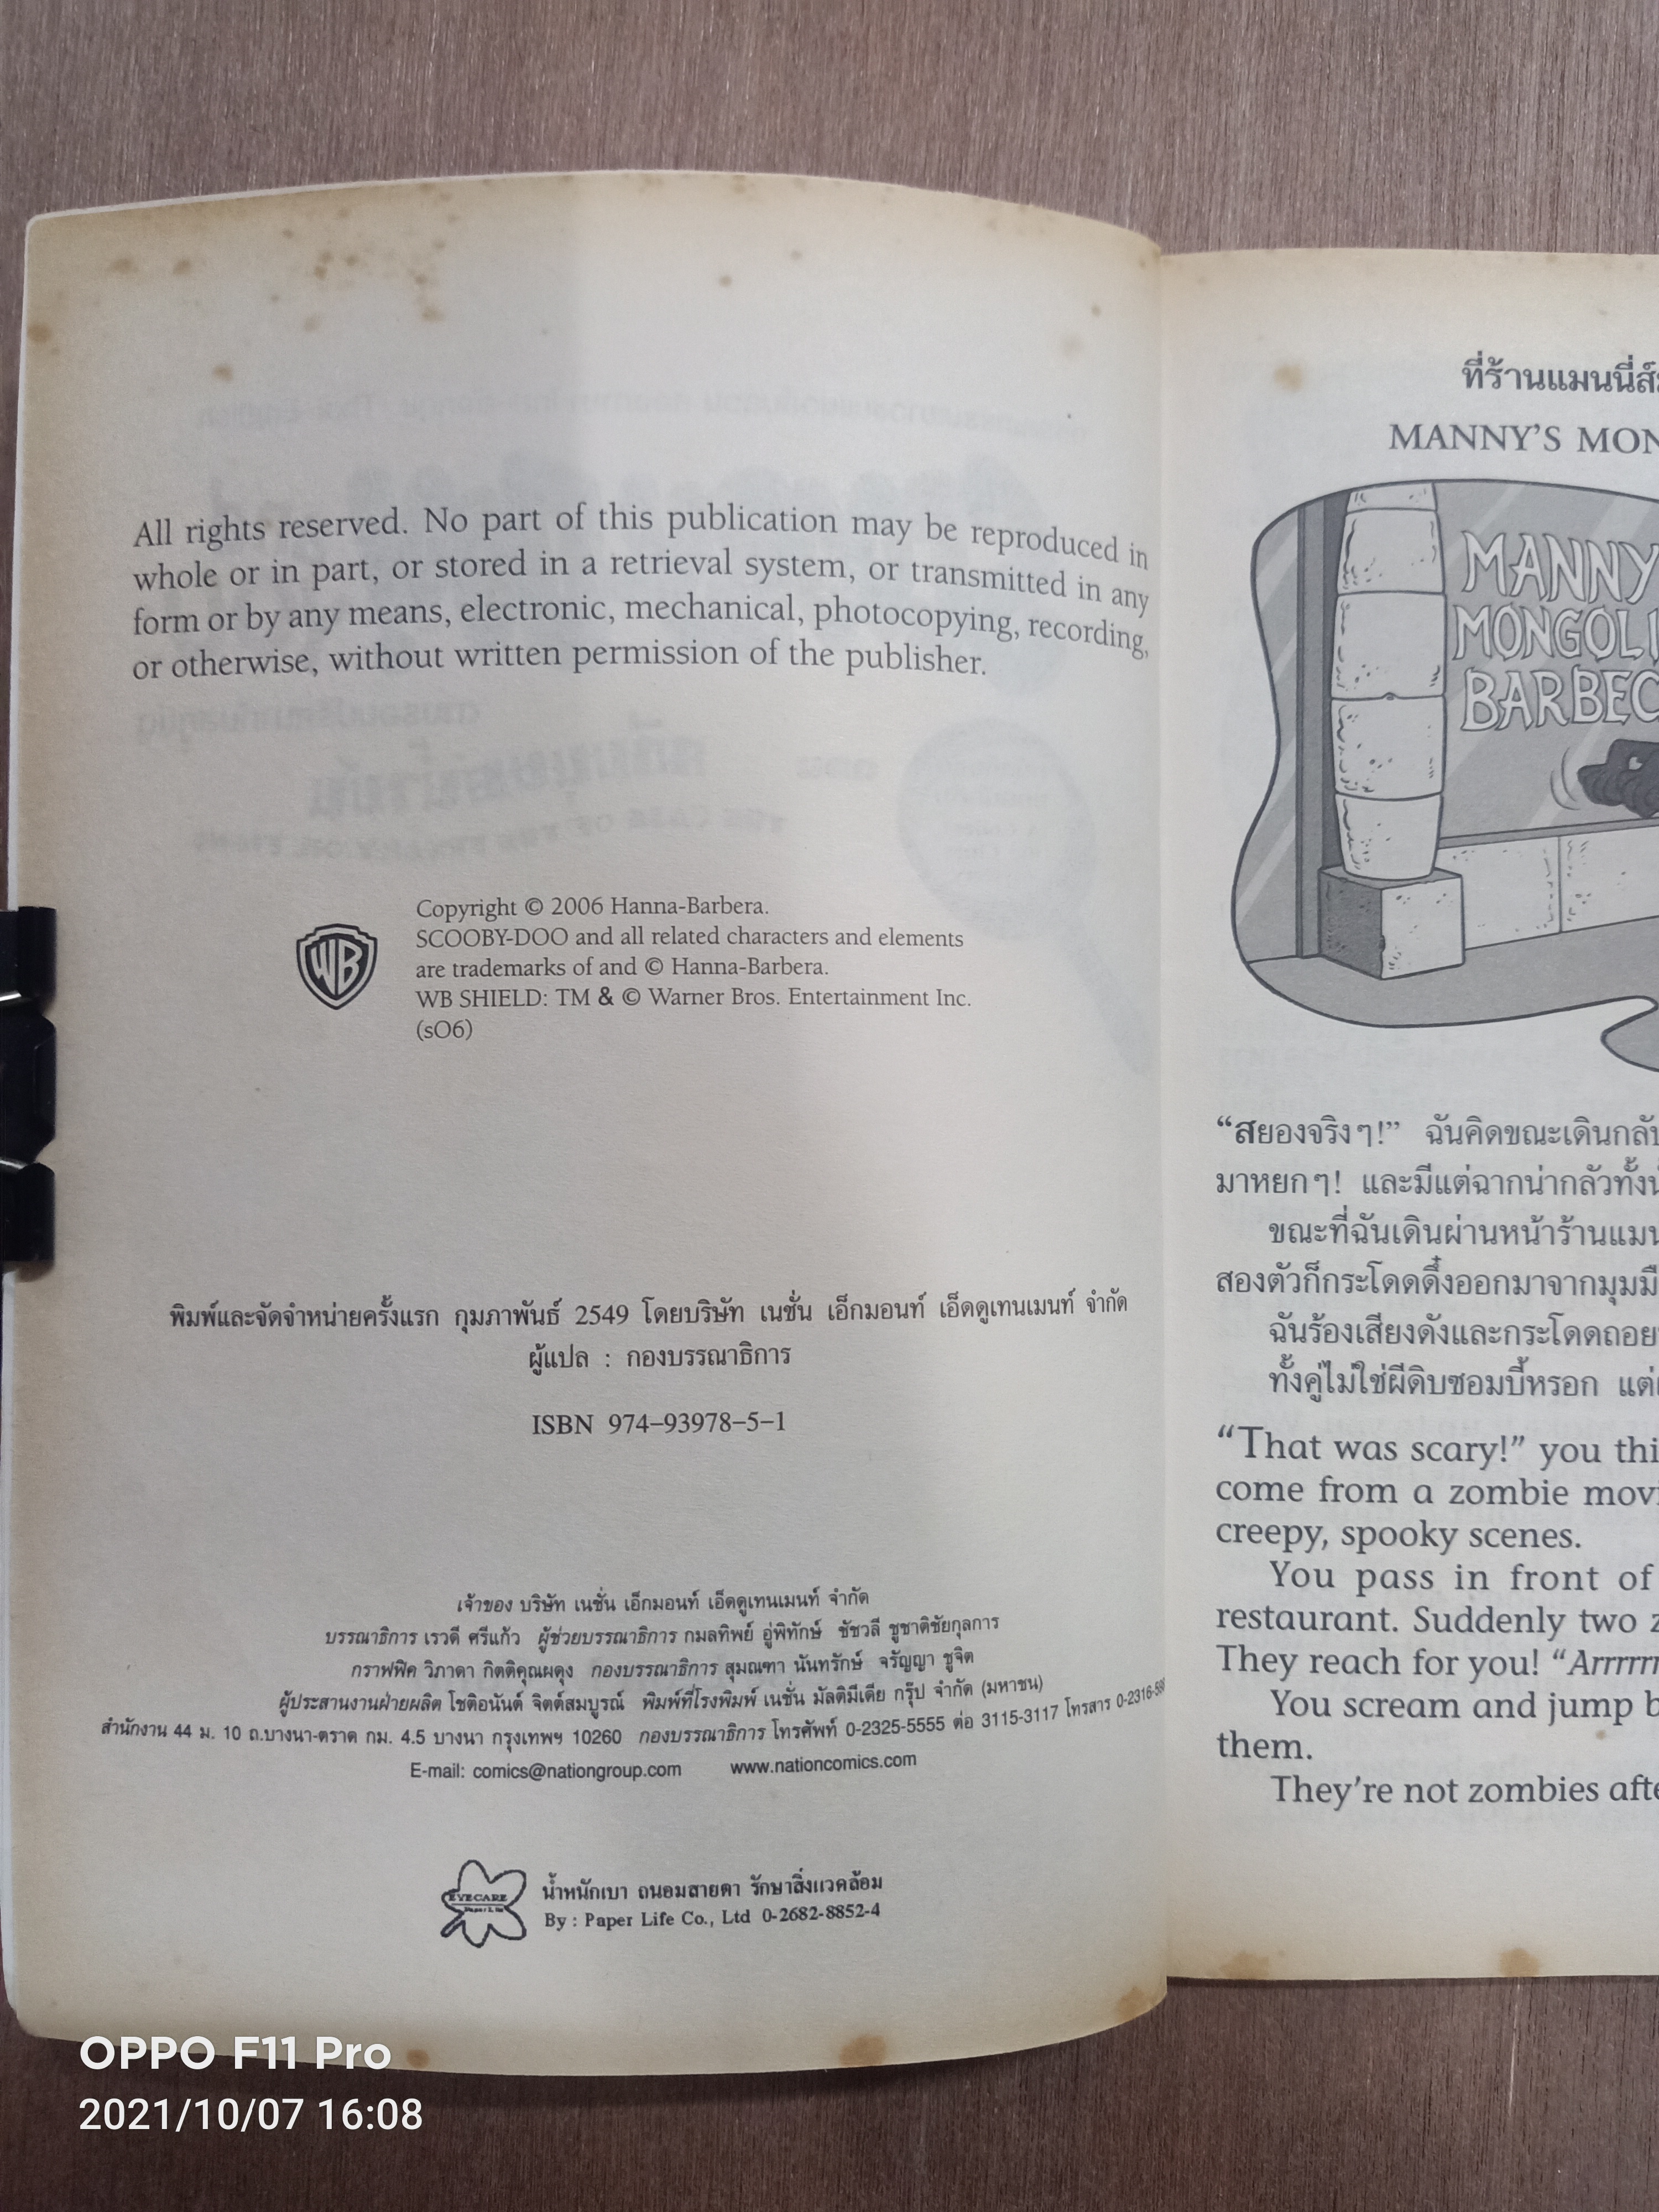 All rights reserved. No part of this publication may be reproduced in
whole or in part, or stored in a retrieval system, or transmitted in any
form or by any means, electronic, mechanical, photocopying, recording,
or otherwise, without written permission of the publisher.
WB
Copyright © 2006 Hanna-Barbera.
SCOOBY-DOO and all related characters and elements
are trademarks of and © Hanna-Barbera.
WB SHIELD: TM & © Warner Bros. Entertainment Inc.
(sO6)
พิมพ์และจัดจำหน่ายครั้งแรก กุมภาพันธ์ 2549 โดยบริษัท เนชั่น เอ็กมอนท์ เอ็ดดูเทนเมนท์ จำกัด
ผู้แปล : กองบรรณาธิการ
ISBN 974-93978-5-1
เจ้าของ บริษัท เนชั่น เอ็กมอนท์ เอ็ดดูเทนเมนท์ จำกัด
บรรณาธิการ เรวดี ศรีแก้ว ผู้ช่วยบรรณาธิการ กมลทิพย์ อู่พิทักษ์ ชัชวลี ชูชาติชัยกุลการ
กราฟฟิค วิภาดา กิตติคุณผดุง กองบรรณาธิการ สุมณฑา นันทรักษ์ จรัญญา ชูจิต
ผู้ประสานงานฝ่ายผลิต โชติอนันต์ จิตต์สมบูรณ์ พิมพ์ที่โรงพิมพ์ เนชั่น มัลติมีเดีย กรุ๊ป จำกัด (มหาชน)
สำนักงาน 44 ม. 10 ถ.บางนา-ตราด กม. 4.5 บางนา กรุงเทพฯ 10260 กองบรรณาธิการ โทรศัพท์ 0-2325-5555 ต่อ 3115-3117 โทรสาร
E-mail: comics@nationgroup.com www.nationcomics.com
EYECARE
น้ำหนักเบา ถนอมสายตา รักษาสิ่งแวดล้อม
By : Paper Life Co., Ltd 0-2682-8852-4
ที่ร้านแมนนี่ส์
MANNY'S MON
MANNY
MONGOLI
BARBEC
“สยองจริงๆ!” ฉันคิดขณะเดินกลับ
มาหยกๆ! และมีแต่ฉากน่ากลัวทั้งนั้
ขณะที่ฉันเดินผ่านหน้าร้านแมน
สองตัวก็กระโดดดึ๋งออกมาจากมุมมื
ฉันร้องเสียงดังและกระโดดถอย
ทั้งคู่ไม่ใช่ผีดิบซอมบี้หรอก แต่
“That was scary!” you thi
come from a zombie movi
creepy, spooky scenes.
You pass in front of
restaurant. Suddenly two z
They reach for you! “Arrrrrr
You scream and jump b
them.
They're not zombies afte
OPPO F11 Pro
2021/10/07 16:08